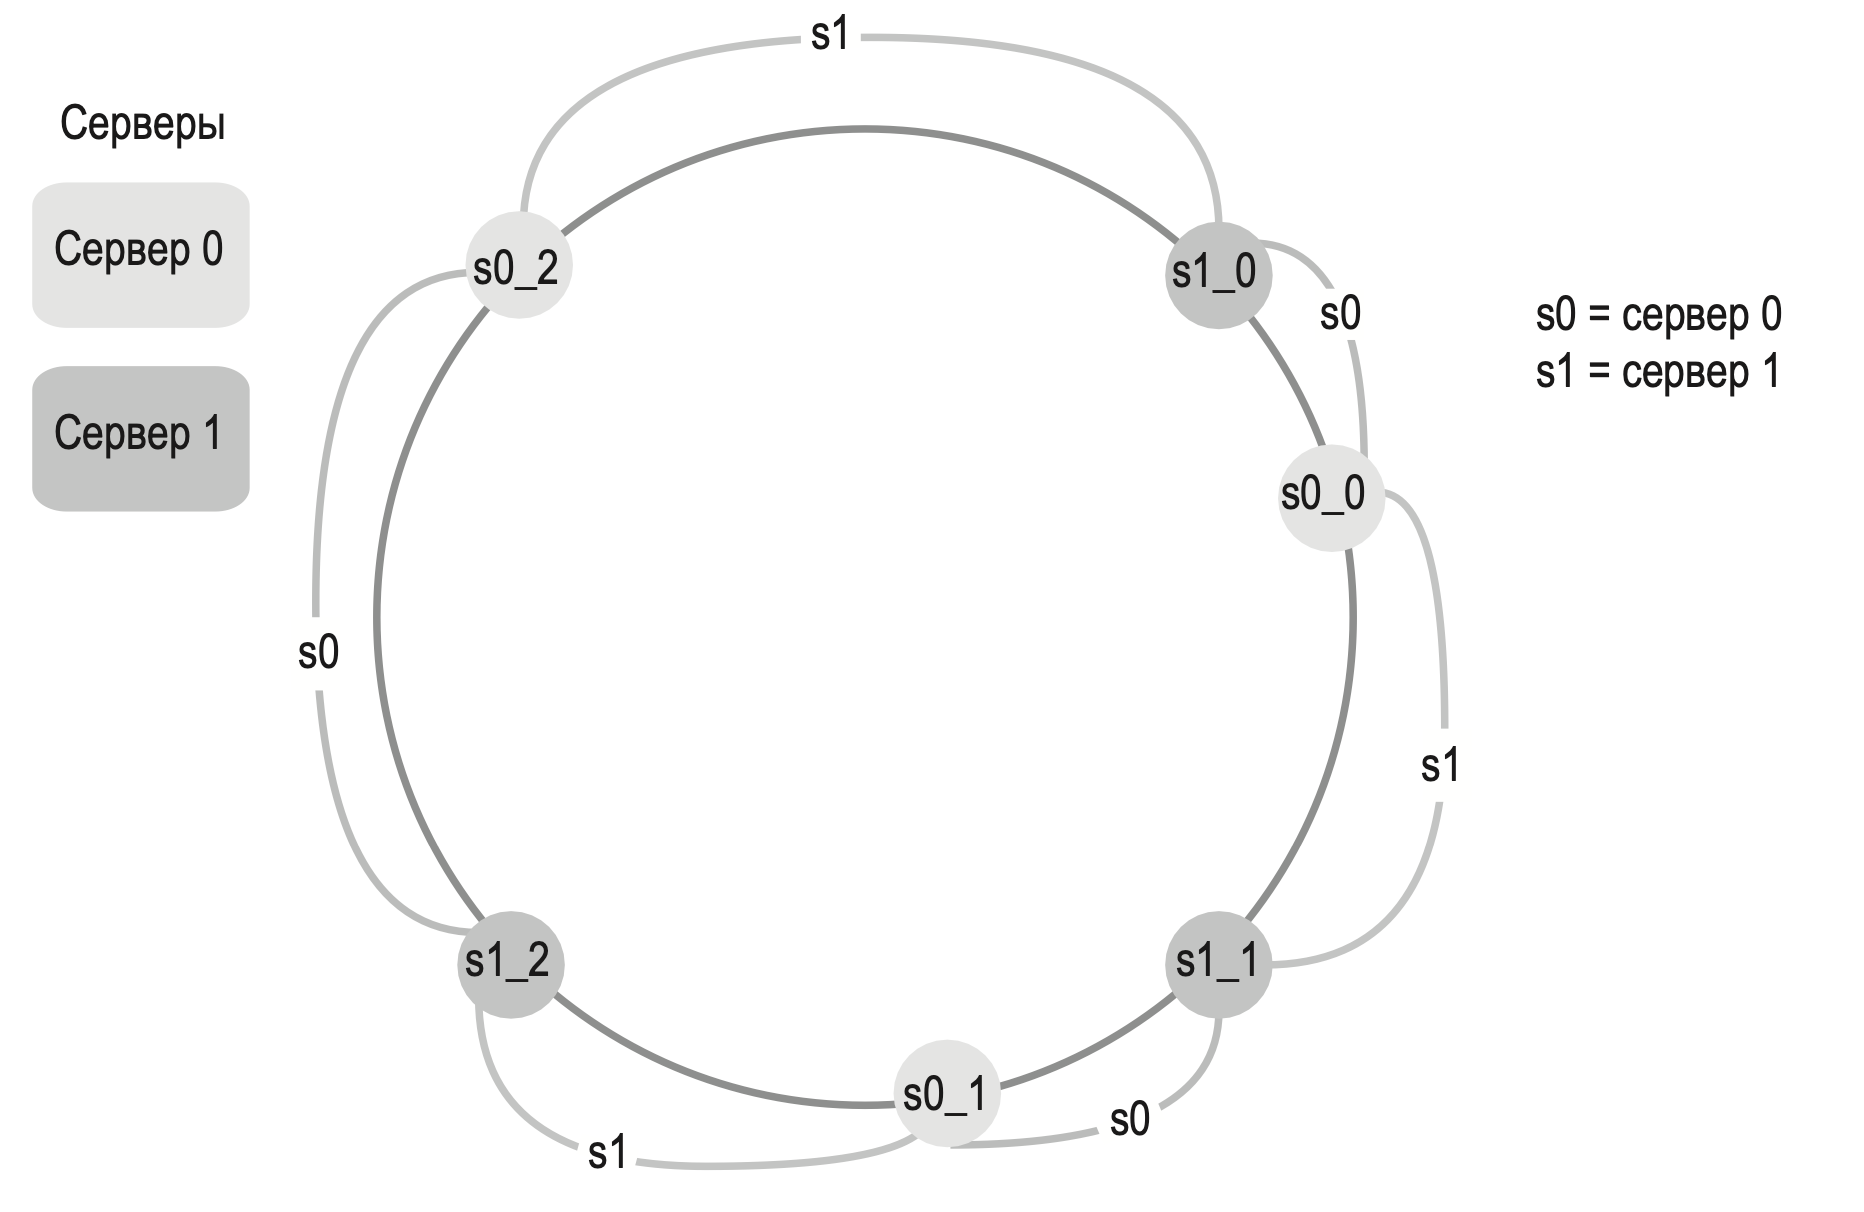 s1
Серверы
Сервер 0
s0_2
s1_0
s0
s0 = сервер 0
s1 = сервер 1
Сервер 1
s0_0
s0
s1
s1_2
s1_1
s0_1
s0
s1